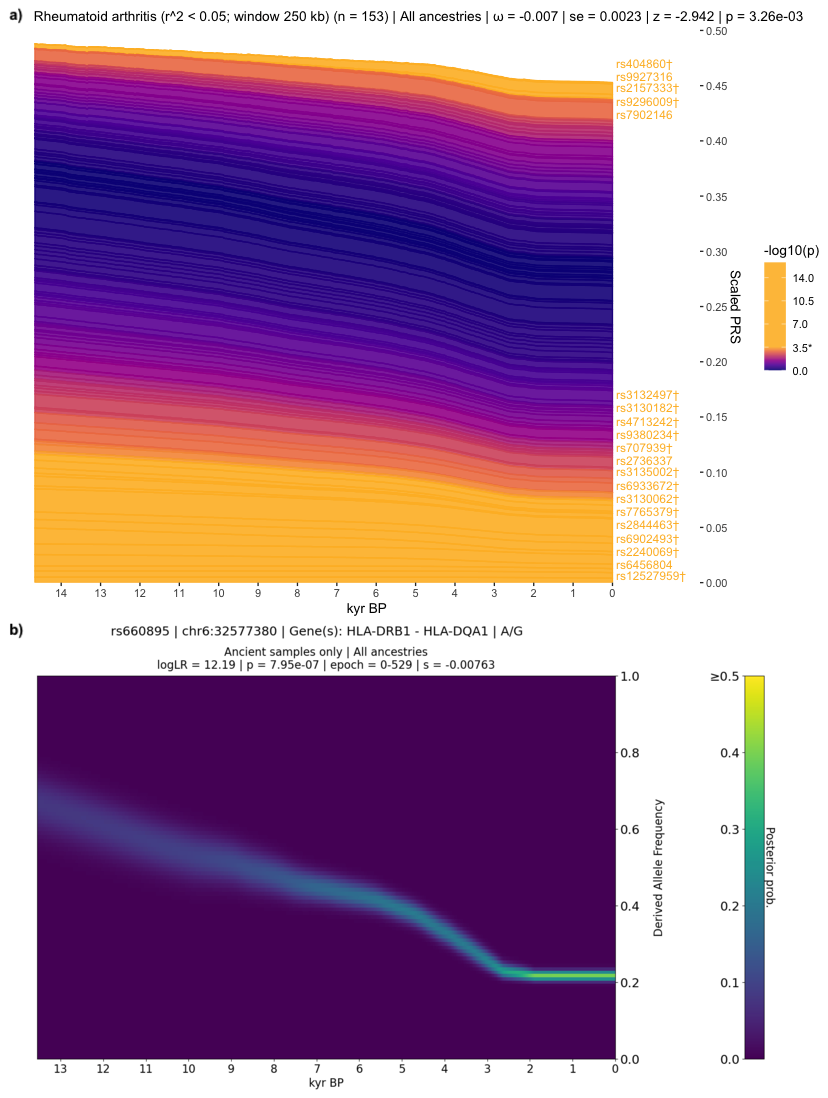 a)
Rheumatoid arthritis (r^2 < 0.05; window 250 kb) (n = 153) | All ancestries | ω = -0.007 | se = 0.0023 | z = -2.942 | p = 3.26e-03
rs404860†
rs9927316
rs2157333†
rs9296009†
rs7902146
rs3132497†
rs3130182†
rs4713242†
rs9380234†
rs707939†
rs2736337
rs3135002†
rs6933672†
rs3130062†
rs7765379†
rs2844463†
rs6902493†
rs2240069†
rs6456804
rs12527959†
0.50
0.45
0.40
0.35
0.30
0.25
0.20
0.15
0.10
0.05
0.00
Scaled PRS
-log10(p)
14.0
10.5
7.0
3.5*
0.0
14 13 12 11 10 9 8 7 6 5 4 3 2 1 0
kyr BP
b)
rs660895 | chr6:32577380 | Gene(s): HLA-DRB1 - HLA-DQA1 | A/G
Ancient samples only | All ancestries
logLR = 12.19 | p = 7.95e-07 | epoch = 0-529 | s = -0.00763
1.0
0.8
0.6
0.4
0.2
0.0
Derived Allele Frequency
≥0.5
0.4
0.3
0.2
0.1
0.0
Posterior prob.
13 12 11 10 9 8 7 6 5 4 3 2 1 0
kyr BP